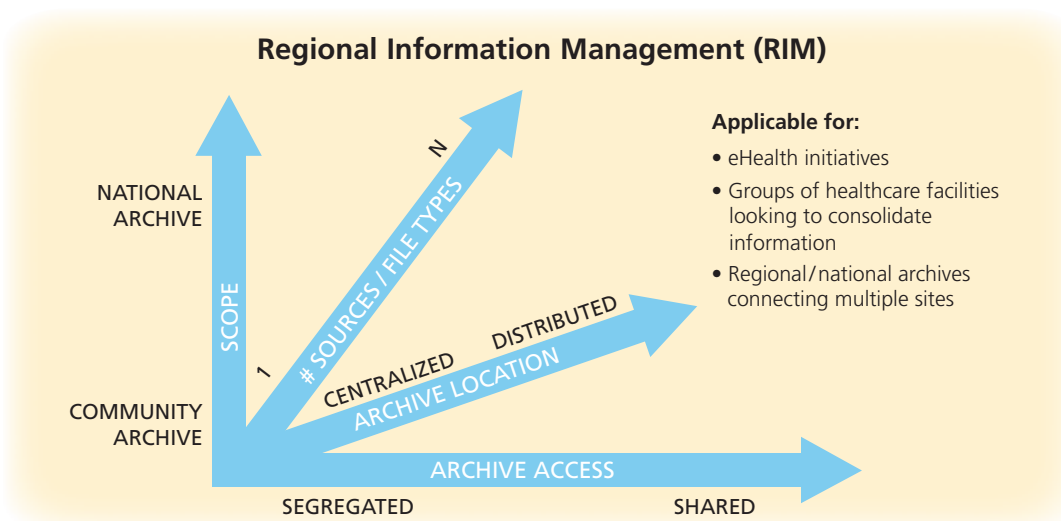 Regional Information Management (RIM)
NATIONAL
ARCHIVE
COMMUNITY
ARCHIVE
SCOPE
1
N
# SOURCES / FILE TYPES
CENTRALIZED
DISTRIBUTED
ARCHIVE LOCATION
ARCHIVE ACCESS
SEGREGATED
SHARED
Applicable for:
• eHealth initiatives
• Groups of healthcare facilities
looking to consolidate
information
• Regional/national archives
connecting multiple sites